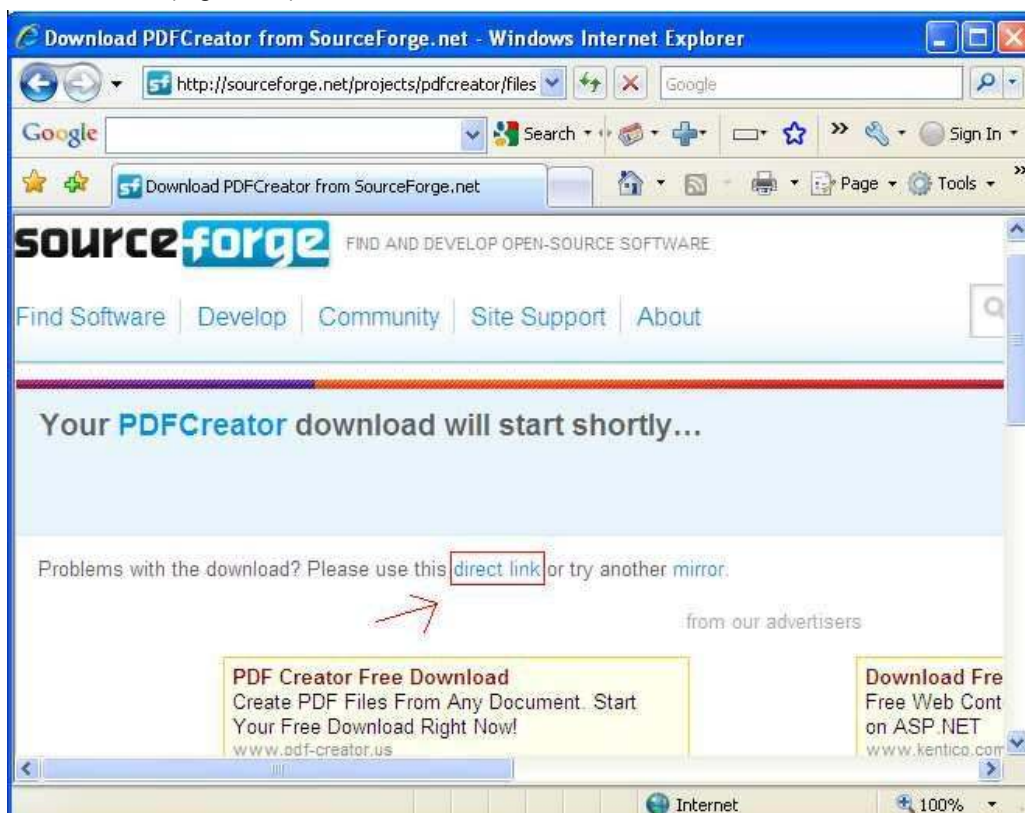 Download PDFCreator from SourceForge.net - Windows Internet Explorer
http://sourceforge.net/projects/pdfcreator/files
Google
Google
Search
Sign In
Download PDFCreator from SourceForge.net
Page
Tools
sourceforge FIND AND DEVELOP OPEN-SOURCE SOFTWARE
Find Software Develop Community Site Support About
Your PDFCreator download will start shortly...
Problems with the download? Please use this direct link or try another mirror.
from our advertisers
PDF Creator Free Download
Create PDF Files From Any Document. Start
Your Free Download Right Now!
www.pdf-creator.us
Download Fre
Free Web Cont
on ASP.NET
www.kentico.com
Internet
100%